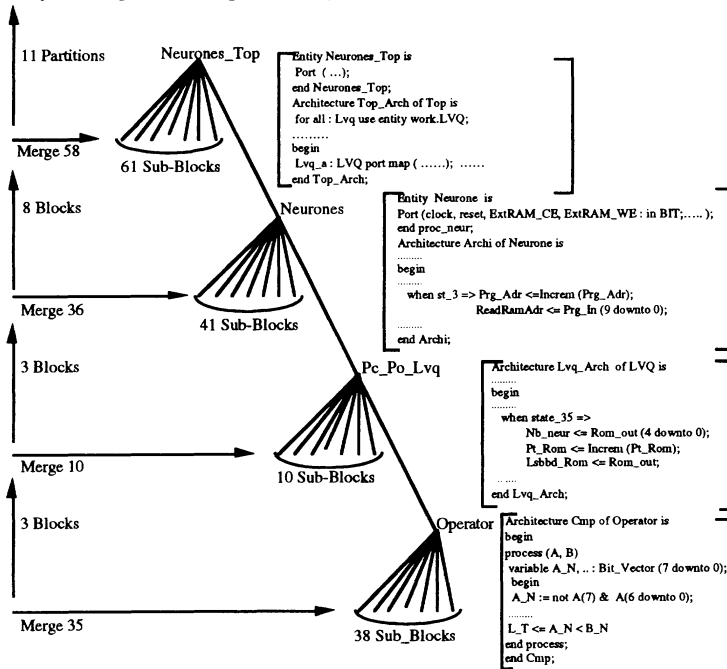 11 Partitions
Neurones_Top
Merge 58
61 Sub-Blocks
Entity Neurones_Top is
Port ( ...);
end Neurones_Top;
Architecture Top_Arch of Top is
for all : Lvq use entity work.LVQ;
.........
begin
Lvq_a : LVQ port map ( ......); ......
end Top_Arch;
8 Blocks
Neurones
Merge 36
41 Sub-Blocks
Entity Neurone is
Port (clock, reset, ExtRAM_CE, ExtRAM_WE : in BIT;..... );
end proc_neur;
Architecture Archi of Neurone is
.........
begin
.........
when st_3 => Prg_Adr <=Increm (Prg_Adr);
ReadRamAdr <= Prg_In (9 downto 0);
.........
end Archi;
3 Blocks
Pc_Po_Lvq
Merge 10
10 Sub-Blocks
Architecture Lvq_Arch of LVQ is
.........
begin
.........
when state_35 =>
Nb_neur <= Rom_out (4 downto 0);
Pt_Rom <= Increm (Pt_Rom);
Lsbbd_Rom <= Rom_out;
.. ....
end Lvq_Arch;
3 Blocks
Operator
Merge 35
38 Sub_Blocks
Architecture Cmp of Operator is
begin
process (A, B)
variable A_N, .. : Bit_Vector (7 downto 0);
begin
A_N := not A(7) & A(6 downto 0);
.........
L_T <= A_N < B_N
end process;
end Cmp;